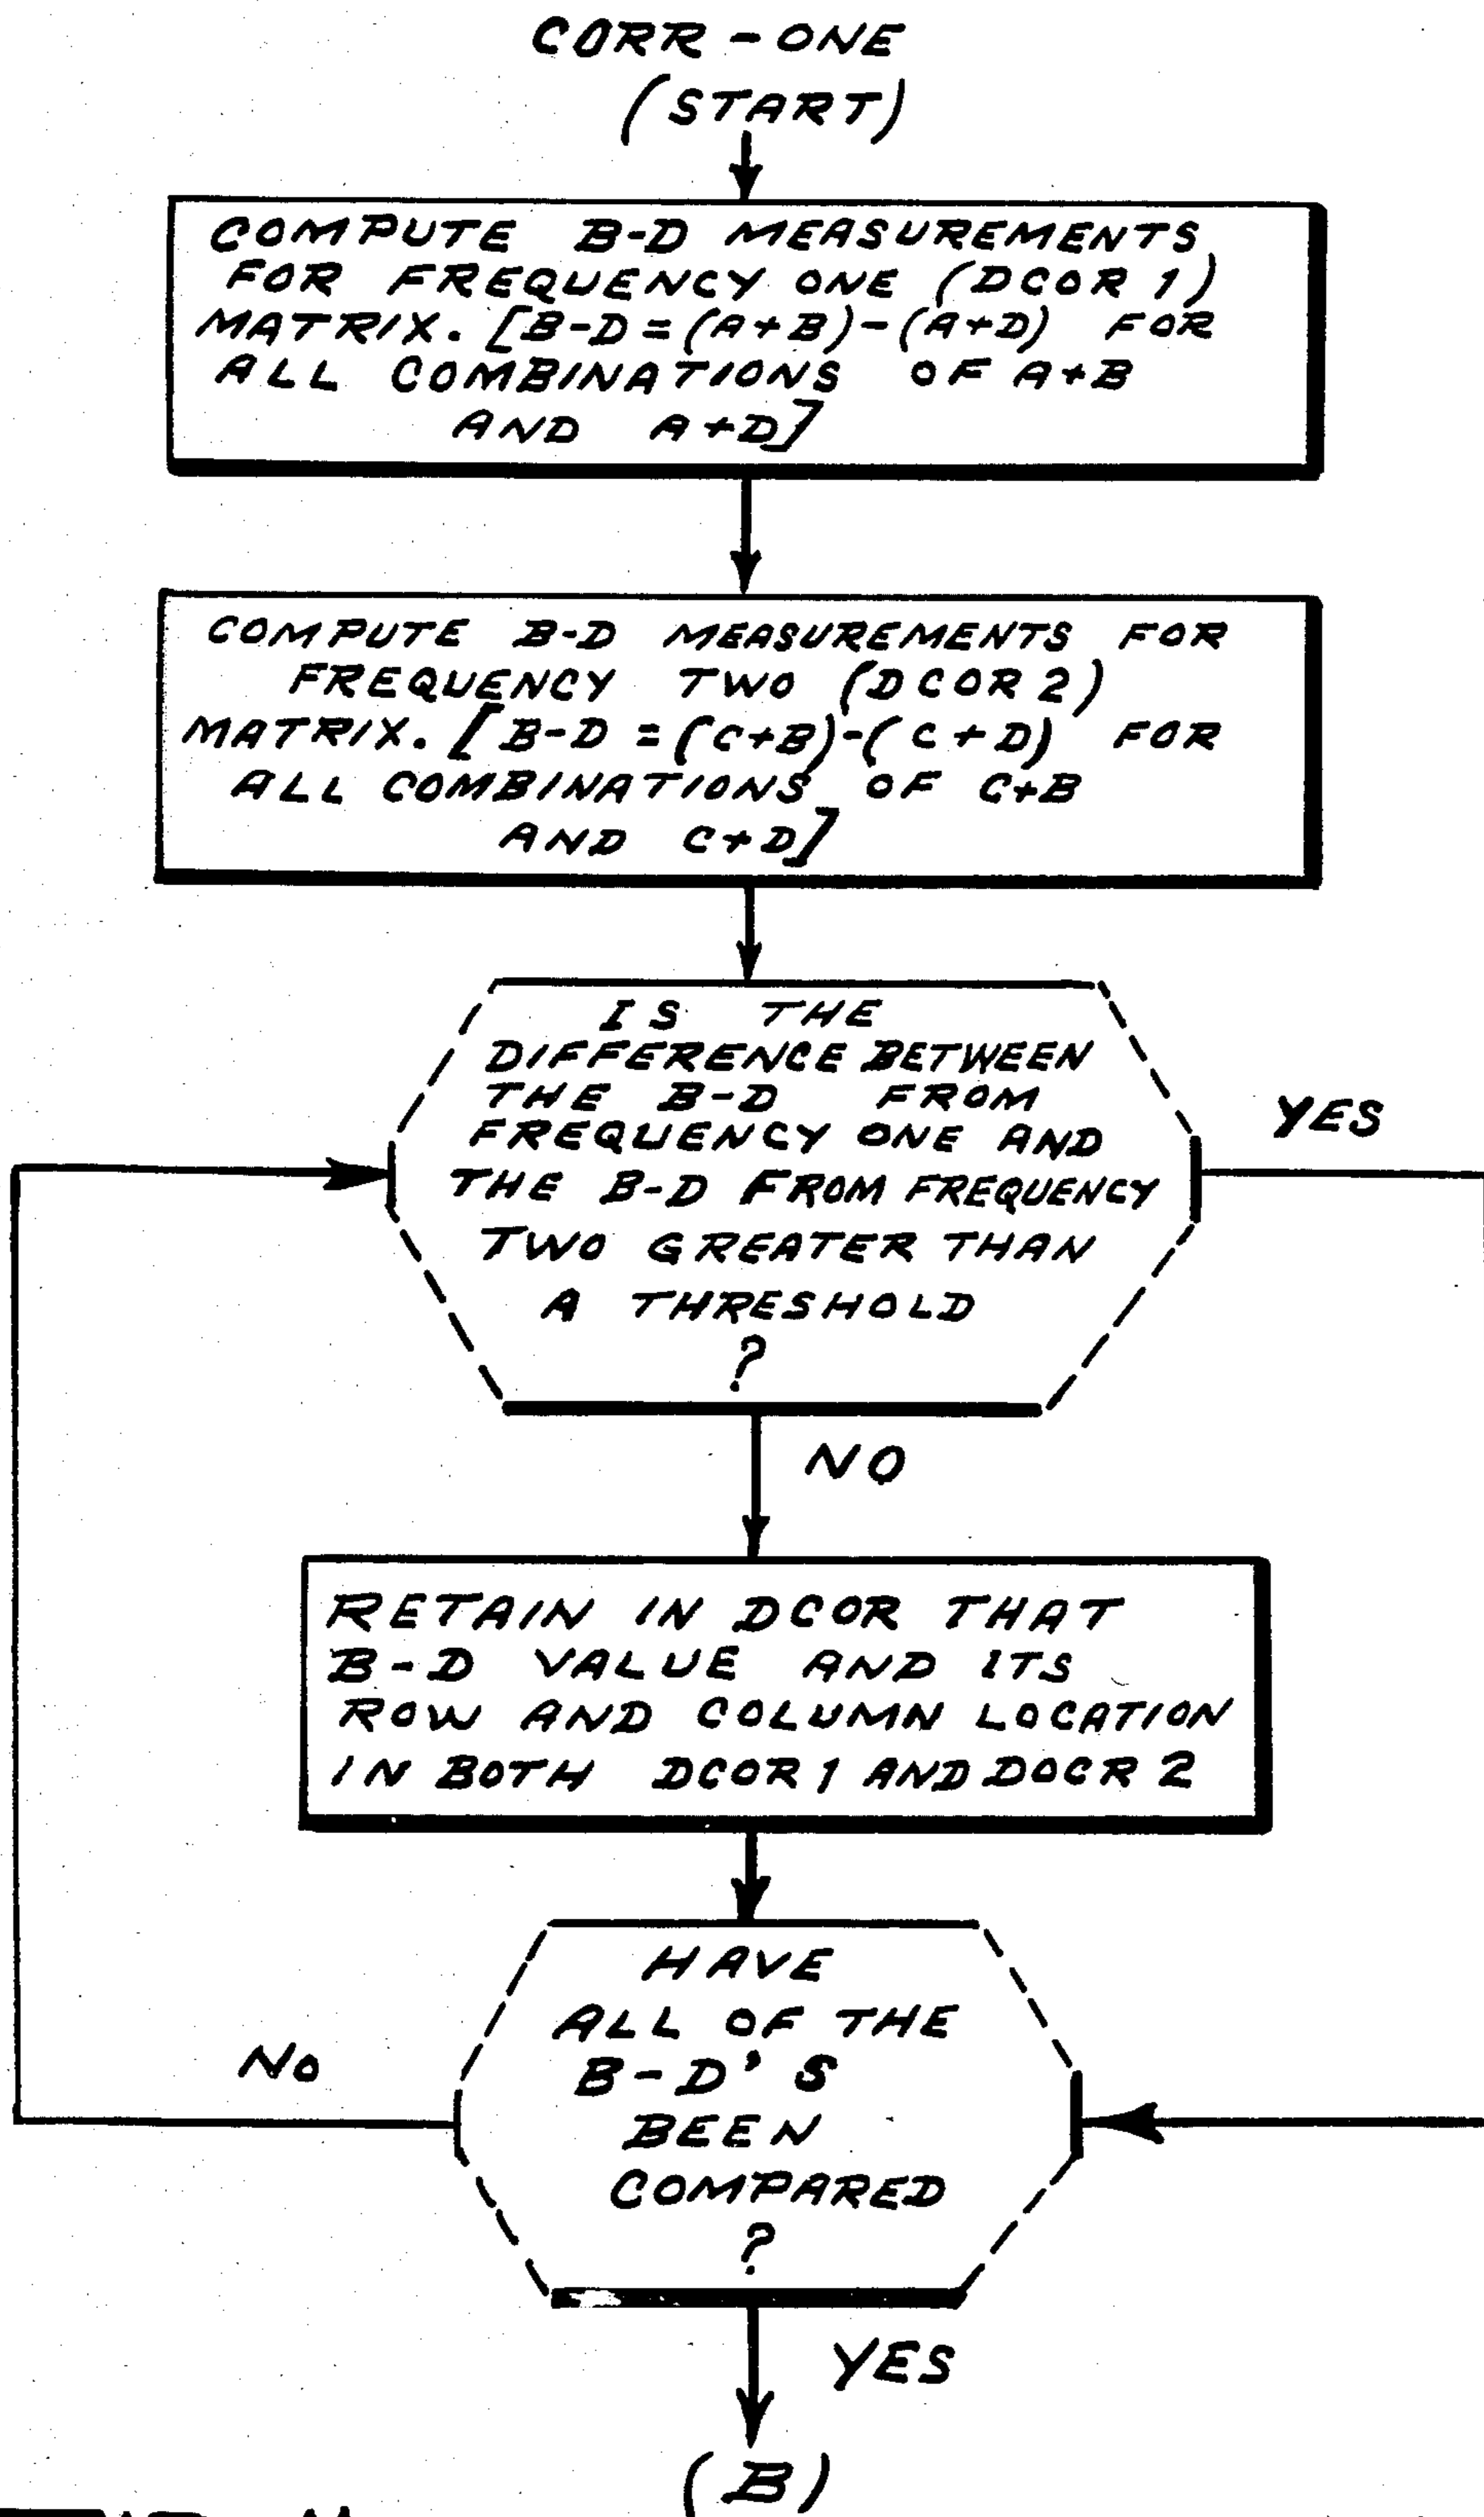 CORR - ONE
(START)
COMPUTE B-D MEASUREMENTS
FOR FREQUENCY ONE (DCOR 1)
MATRIX. [B-D = (A+B)-(A+D) FOR
ALL COMBINATIONS OF A+B
AND A+D]
COMPUTE B-D MEASUREMENTS FOR
FREQUENCY TWO (DCOR 2)
MATRIX. [B-D = (C+B)-(C+D) FOR
ALL COMBINATIONS OF C+B
AND C+D]
IS THE
DIFFERENCE BETWEEN
THE B-D FROM
FREQUENCY ONE AND
THE B-D FROM FREQUENCY
TWO GREATER THAN
A THRESHOLD
?
YES
NO
RETAIN IN DCOR THAT
B-D VALUE AND ITS
ROW AND COLUMN LOCATION
IN BOTH DCOR 1 AND DOCR 2
HAVE
ALL OF THE
B-D'S
BEEN
COMPARED
?
No
YES
(B)